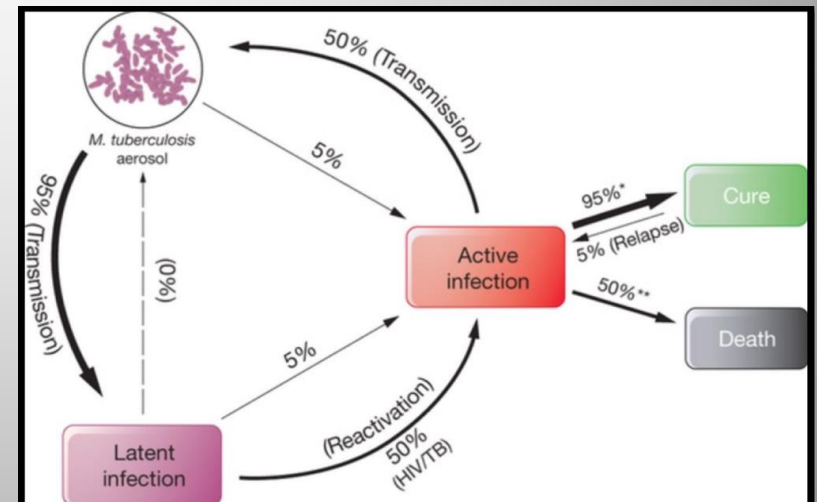 50% (Transmission)
M. tuberculosis
aerosol
5%
95% (Transmission)
(0%)
95%*
Cure
5% (Relapse)
Active
infection
50%**
Death
5%
(Reactivation)
50%
(HIV/TB)
Latent
infection